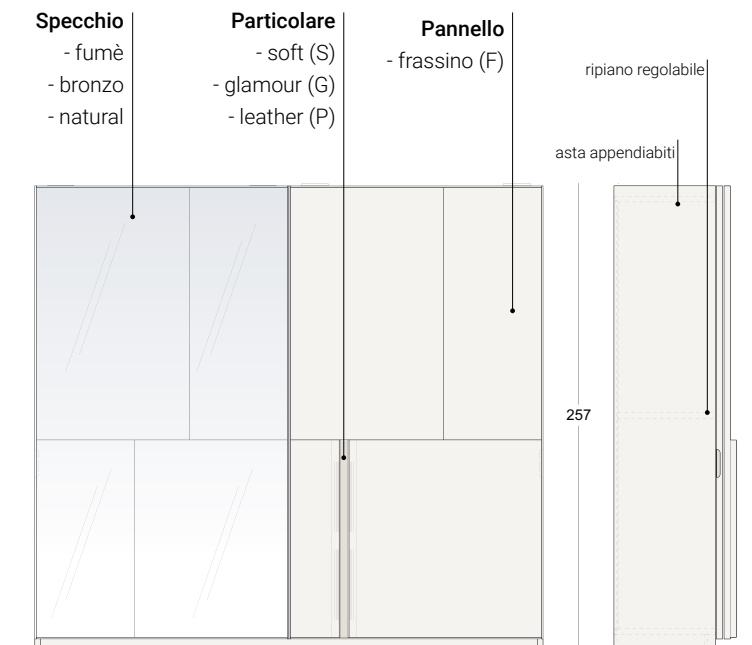 Specchio
- fumè
- bronzo
- natural
Particolare
- soft (S)
- glamour (G)
- leather (P)
Pannello
- frassino (F)
ripiano regolabile
asta appendiabiti
257